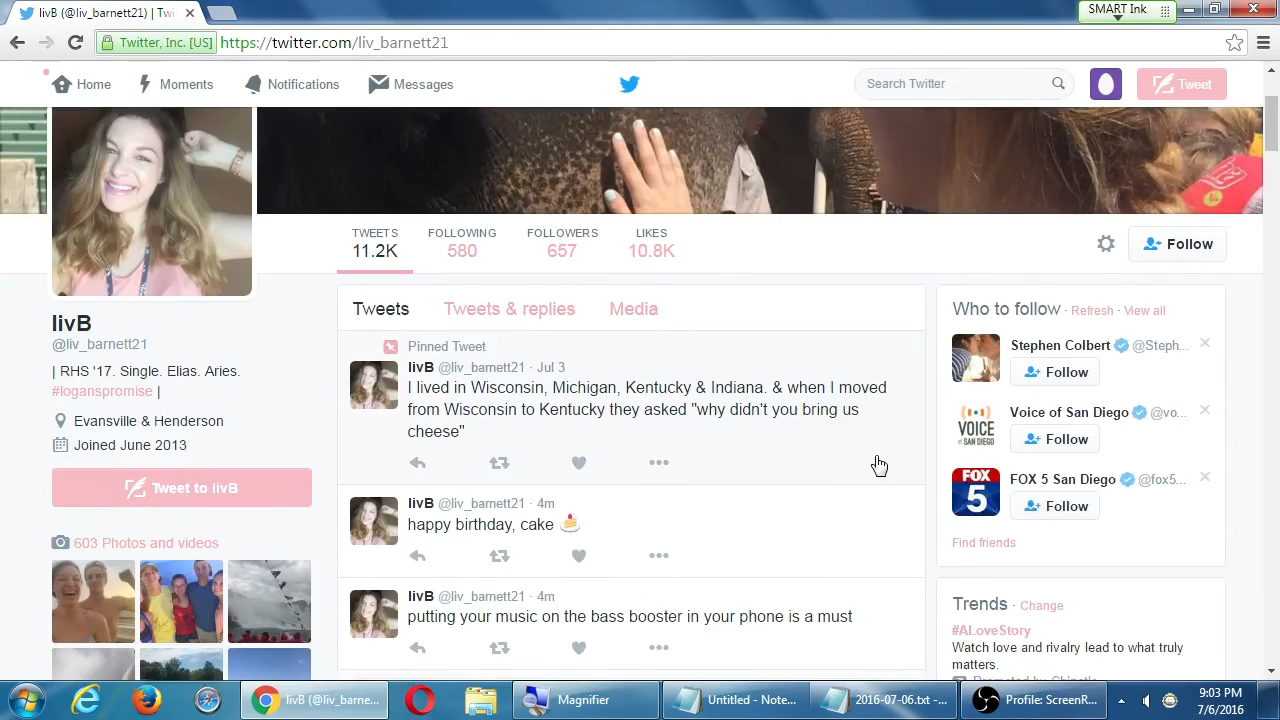 livB (@liv_barnett21) | Twi
SMART Ink
Twitter, Inc. [US]
https://twitter.com/liv_barnett21
Home
Moments
Notifications
Messages
Search Twitter
Tweet
TWEETS
FOLLOWING
FOLLOWERS
LIKES
11.2K
580
657
10.8K
Follow
livB
@liv_barnett21
| RHS '17. Single. Elias. Aries.
#loganspromise |
Evansville & Henderson
Joined June 2013
Tweet to livB
603 Photos and videos
Tweets
Tweets & replies
Media
Pinned Tweet
livB @liv_barnett21 · Jul 3
I lived in Wisconsin, Michigan, Kentucky & Indiana. & when I moved
from Wisconsin to Kentucky they asked "why didn't you bring us
cheese"
livB @liv_barnett21 · 4m
happy birthday, cake 🍰
livB @liv_barnett21 · 4m
putting your music on the bass booster in your phone is a must
Who to follow · Refresh · View all
Stephen Colbert @Steph...
Follow
Voice of San Diego @vo...
Follow
VOICE
OF SAN DIEGO
FOX 5 San Diego @fox5...
Follow
FOX
5
Find friends
Trends · Change
#ALoveStory
Watch love and rivalry lead to what truly
matters.
Promoted by Chipotle
livB (@liv_barne...
Magnifier
Untitled - Note...
2016-07-06.txt -...
Profile: ScreenR...
9:03 PM
7/6/2016